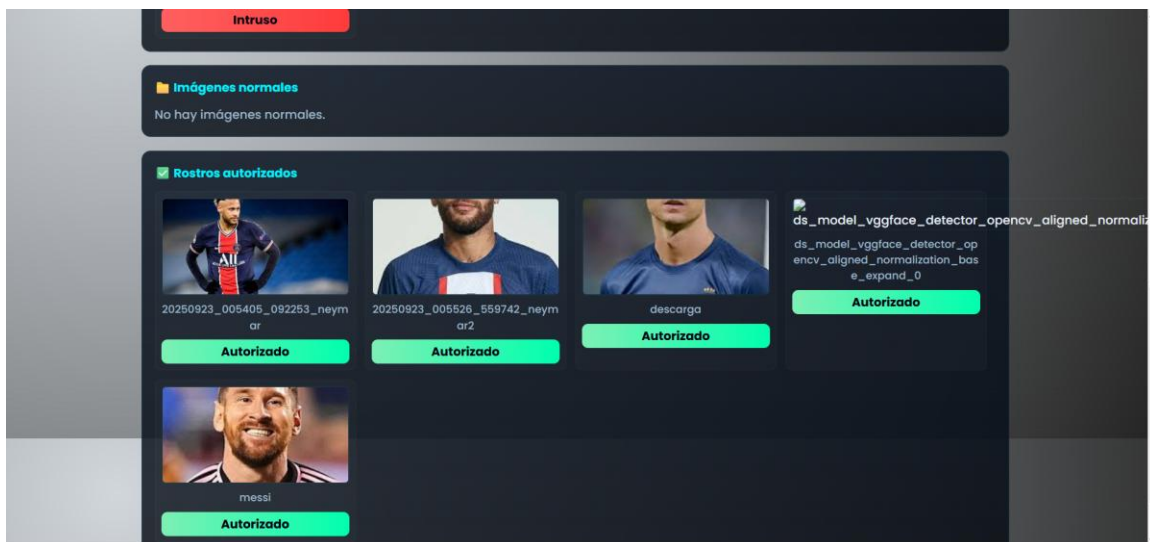 Intruso
Imágenes normales
No hay imágenes normales.
Rostros autorizados
ALL
20250923_005405_092253_neym
ar
Autorizado
20250923_005526_559742_neym
ar2
Autorizado
descarga
Autorizado
ds_model_vggface_detector_opencv_aligned_normaliz
ds_model_vggface_detector_op
encv_aligned_normalization_bas
e_expand_0
Autorizado
messi
Autorizado